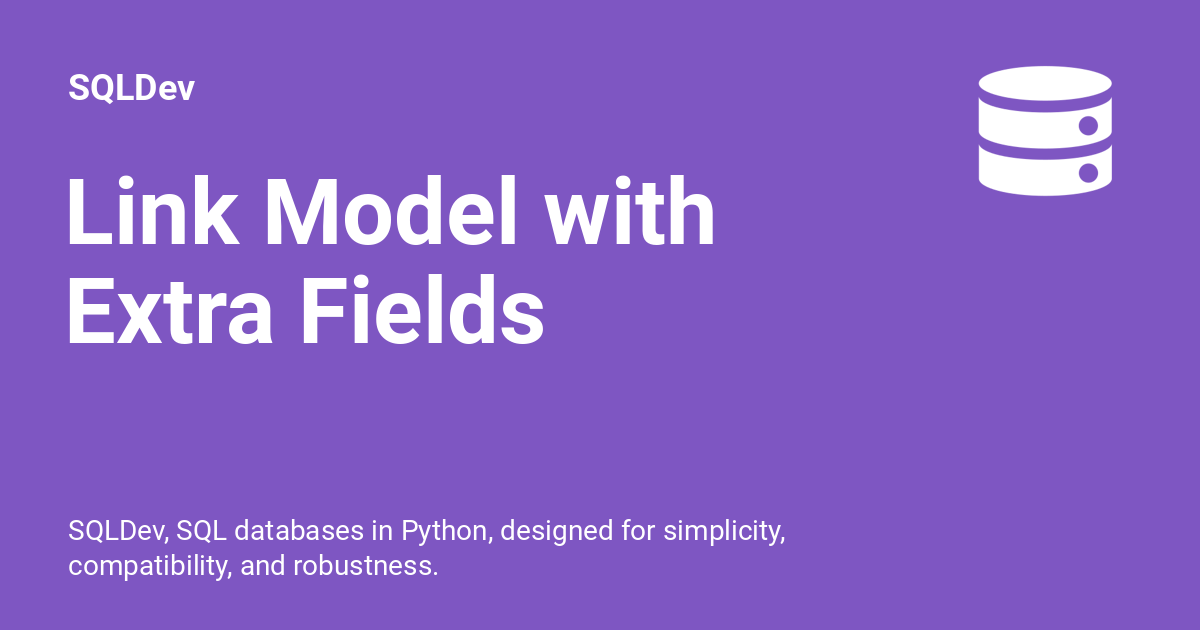 SQLDev
Link Model with
Extra Fields
SQLDev, SQL databases in Python, designed for simplicity,
compatibility, and robustness.